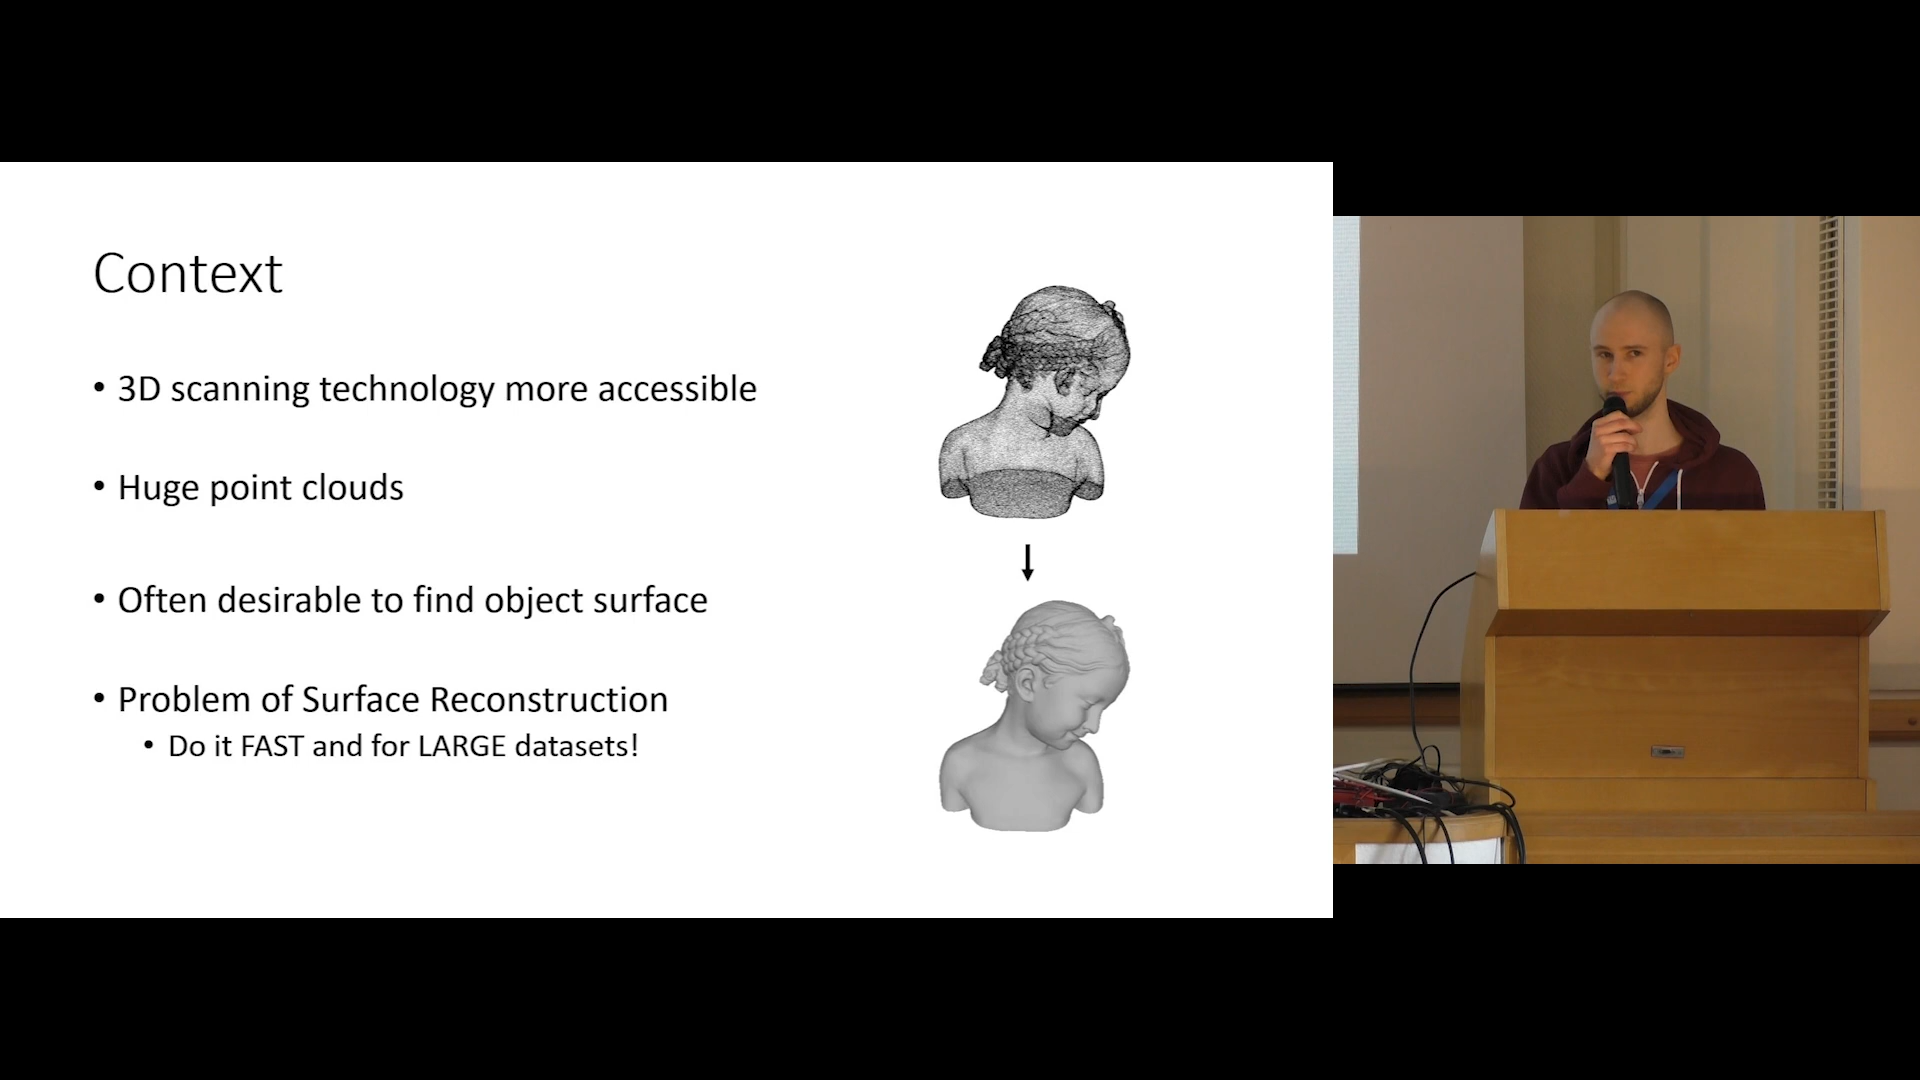 Context
• 3D scanning technology more accessible
• Huge point clouds
• Often desirable to find object surface
• Problem of Surface Reconstruction
• Do it FAST and for LARGE datasets!